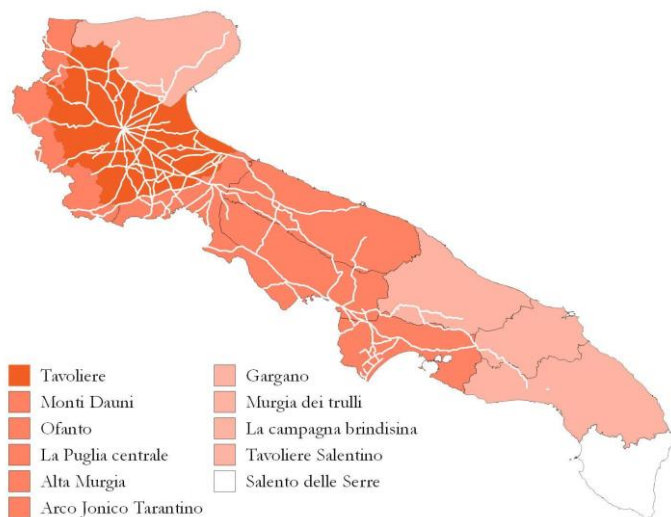 Tavoliere
Monti Dauni
Ofanto
La Puglia centrale
Alta Murgia
Arco Jonico Tarantino
Gargano
Murgia dei trulli
La campagna brindisina
Tavoliere Salentino
Salento delle Serre